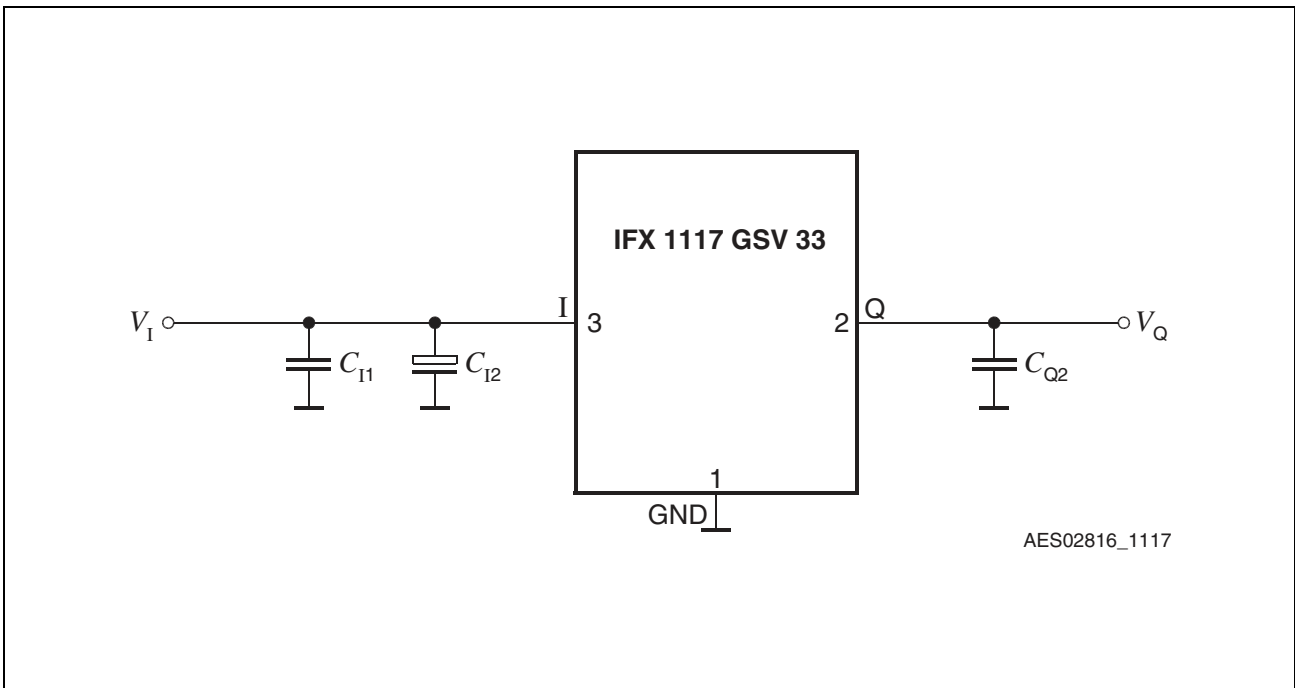 IFX 1117 GSV 33
I
Q
V_I
3
2
V_Q
C_I1
C_I2
C_Q2
1
GND
AES02816_1117